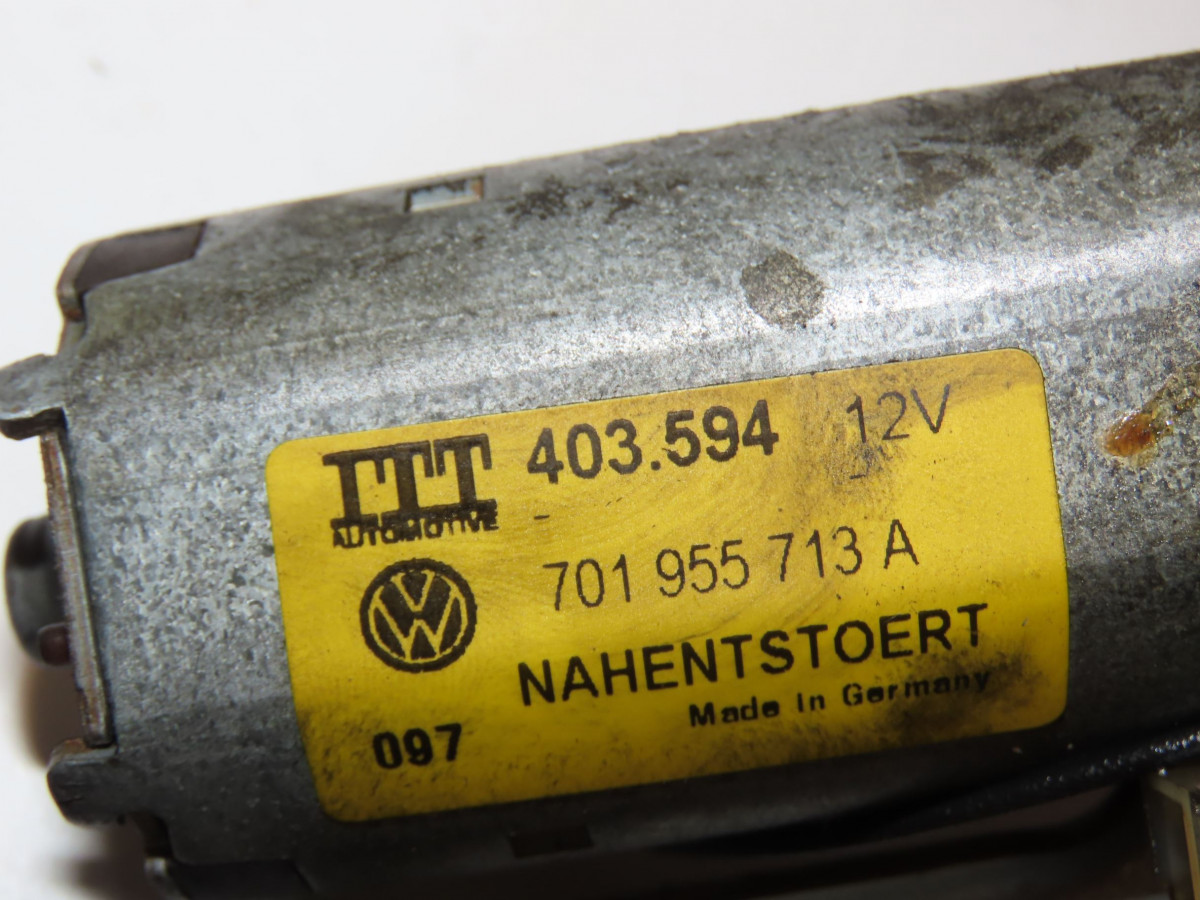 ITT 403.594 12V
AUTOMOTIVE -
701 955 713 A
NAHENTSTOERT
Made in Germany
097